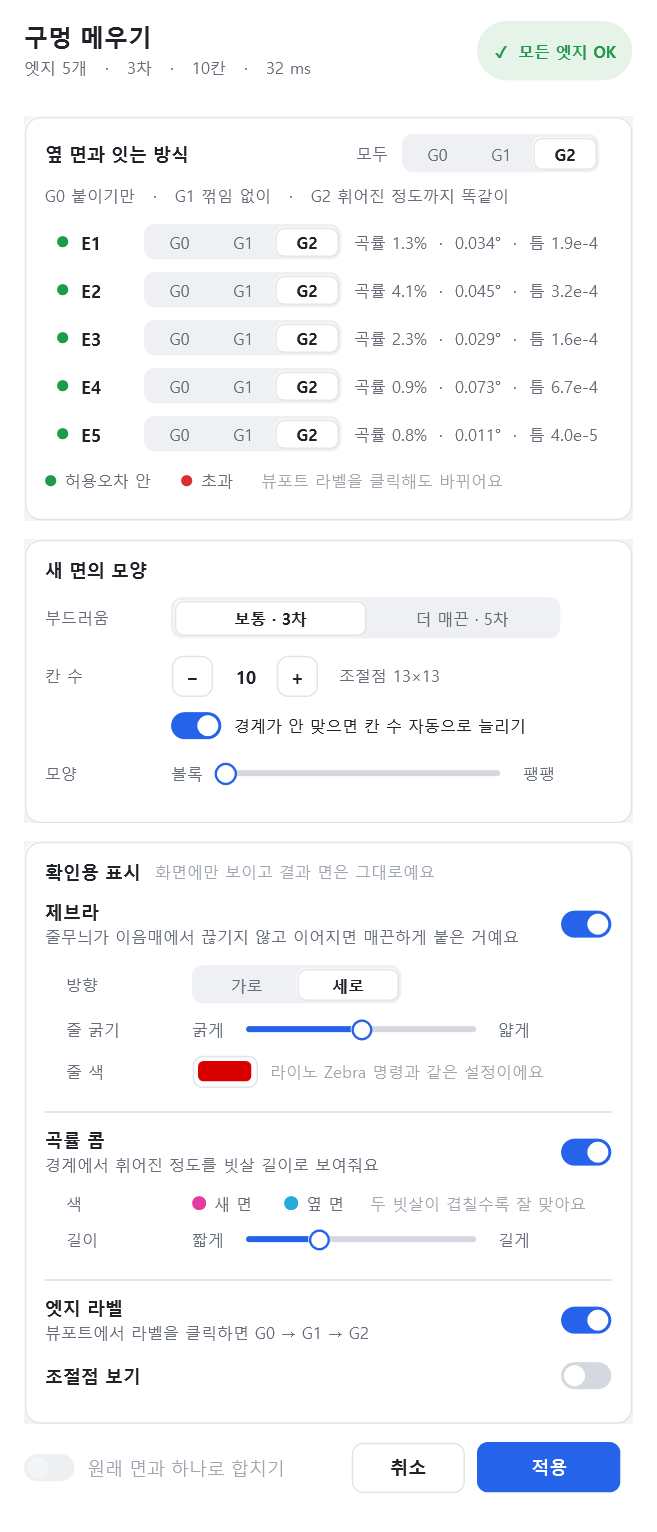 구멍 메우기
엣지 5개 · 3차 · 10칸 · 32 ms
✓ 모든 엣지 OK
옆 면과 잇는 방식 모두 G0 G1 G2
G0 붙이기만 · G1 꺾임 없이 · G2 휘어진 정도까지 똑같이
E1 G0 G1 G2 곡률 1.3% · 0.034° · 틈 1.9e-4
E2 G0 G1 G2 곡률 4.1% · 0.045° · 틈 3.2e-4
E3 G0 G1 G2 곡률 2.3% · 0.029° · 틈 1.6e-4
E4 G0 G1 G2 곡률 0.9% · 0.073° · 틈 6.7e-4
E5 G0 G1 G2 곡률 0.8% · 0.011° · 틈 4.0e-5
허용오차 안 초과 뷰포트 라벨을 클릭해도 바뀌어요
새 면의 모양
부드러움 보통 · 3차 더 매끈 · 5차
칸 수 − 10 + 조절점 13×13
경계가 안 맞으면 칸 수 자동으로 늘리기
모양 볼록 팽팽
확인용 표시 화면에만 보이고 결과 면은 그대로예요
제브라
줄무늬가 이음매에서 끊기지 않고 이어지면 매끈하게 붙은 거예요
방향 가로 세로
줄 굵기 굵게 얇게
줄 색 라이노 Zebra 명령과 같은 설정이에요
곡률 콤
경계에서 휘어진 정도를 빗살 길이로 보여줘요
색 새 면 옆 면 두 빗살이 겹칠수록 잘 맞아요
길이 짧게 길게
엣지 라벨
뷰포트에서 라벨을 클릭하면 G0 → G1 → G2
조절점 보기
원래 면과 하나로 합치기 취소 적용